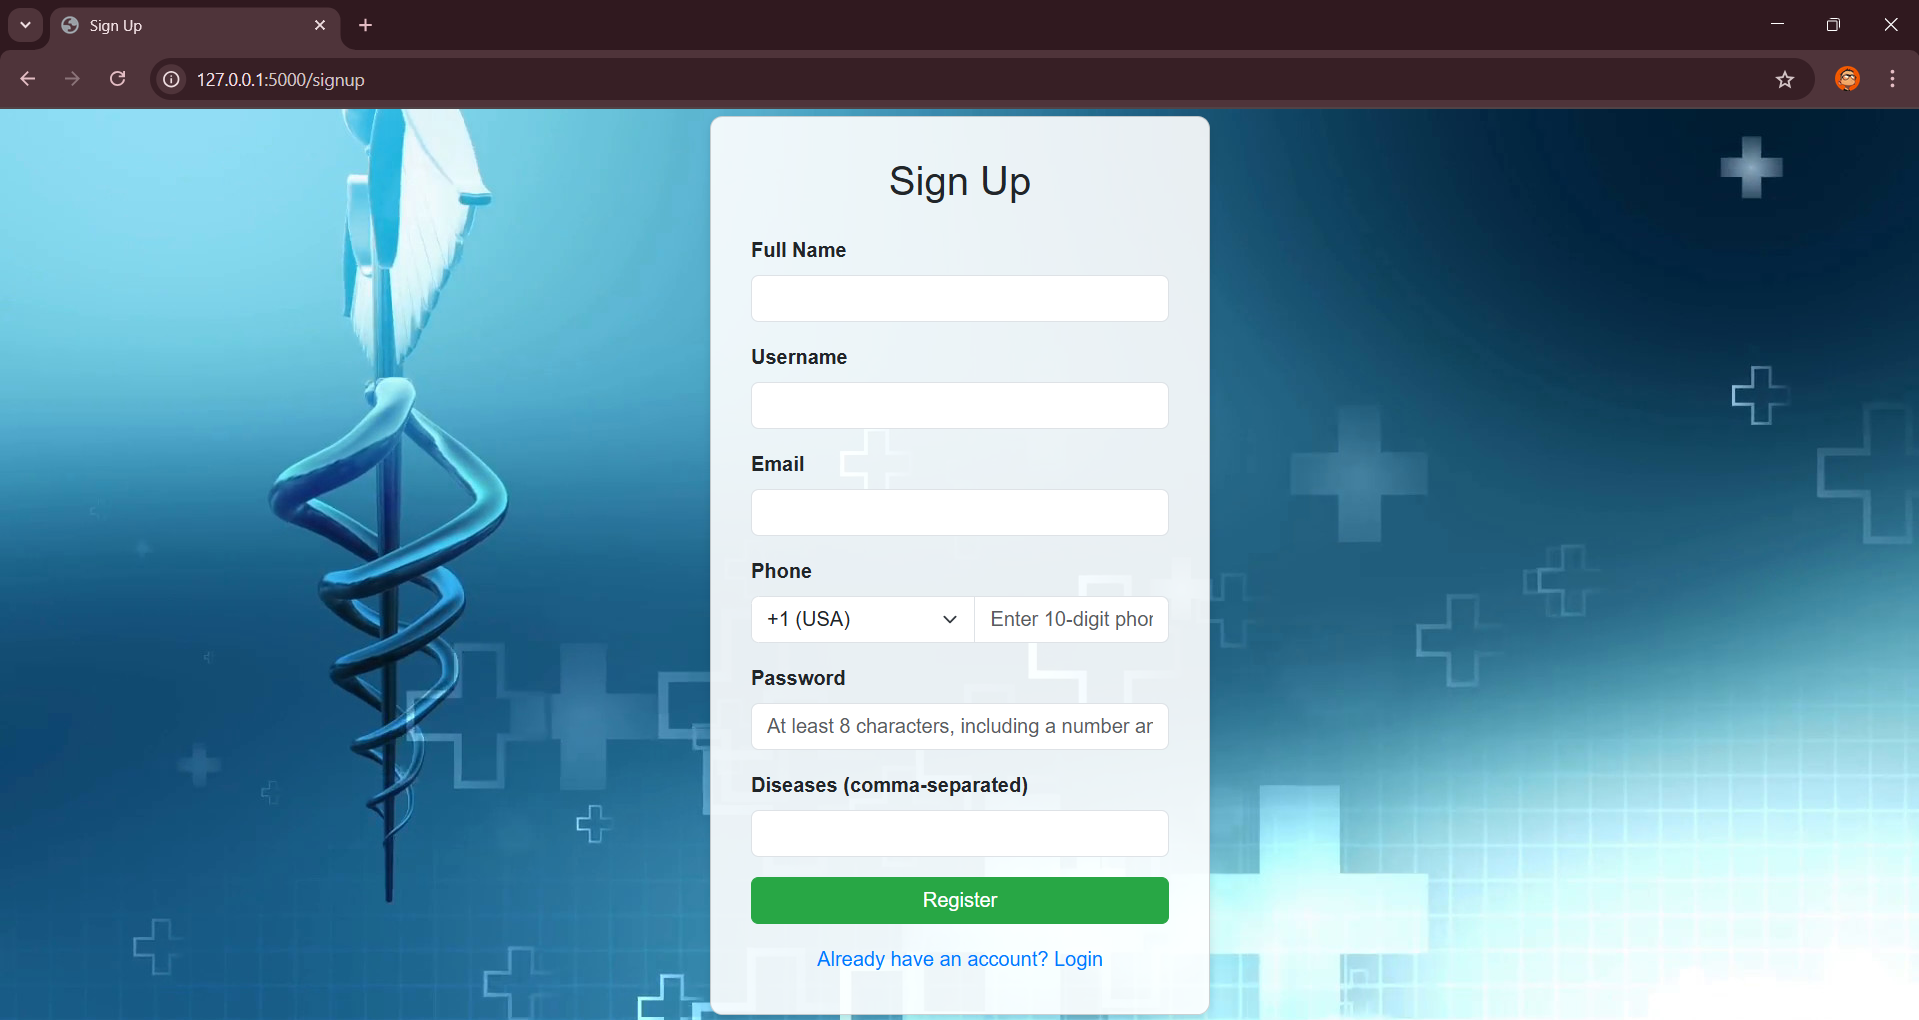 Sign Up
127.0.0.1:5000/signup
Sign Up
Full Name
Username
Email
Phone
+1 (USA)
Enter 10-digit phor
Password
At least 8 characters, including a number ar
Diseases (comma-separated)
Register
Already have an account? Login